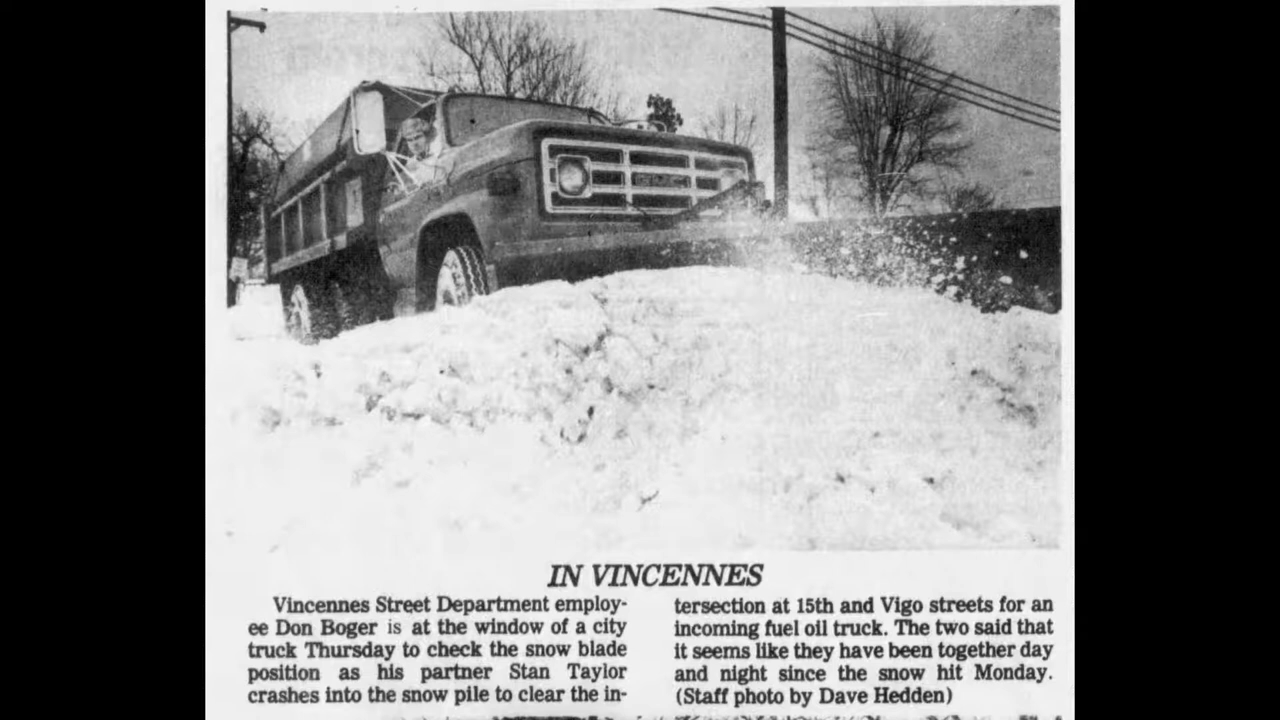 IN VINCENNES
Vincennes Street Department employ-
ee Don Boger is at the window of a city
truck Thursday to check the snow blade
position as his partner Stan Taylor
crashes into the snow pile to clear the in-
tersection at 15th and Vigo streets for an
incoming fuel oil truck. The two said that
it seems like they have been together day
and night since the snow hit Monday.
(Staff photo by Dave Hedden)